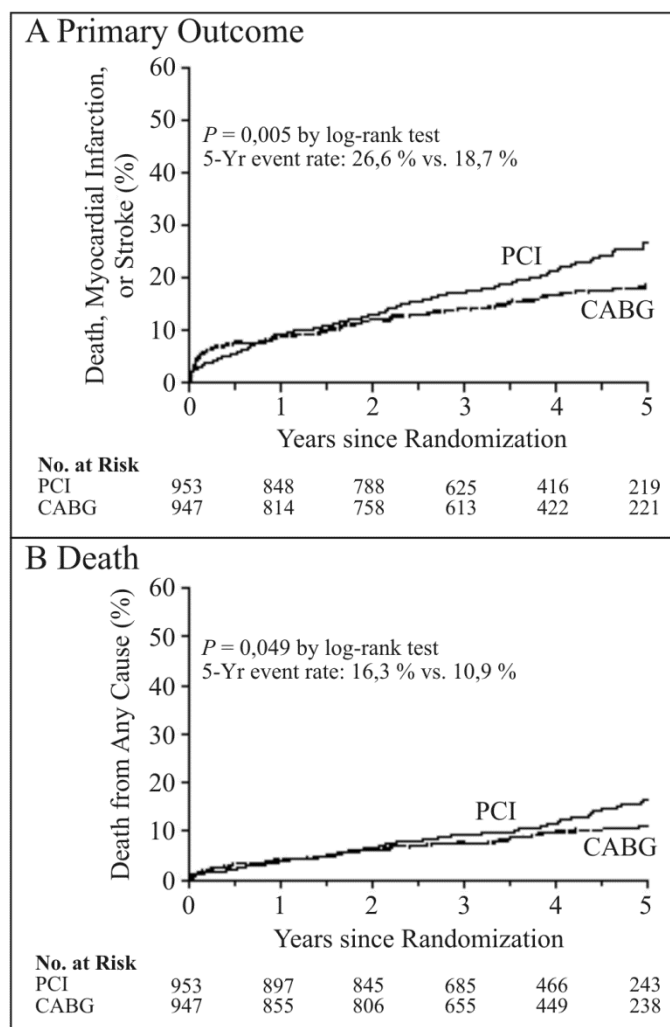 A Primary Outcome
Death, Myocardial Infarction,
or Stroke (%)
60
50
40
30
20
10
0
P = 0,005 by log-rank test
5-Yr event rate: 26,6 % vs. 18,7 %
PCI
CABG
0 1 2 3 4 5
Years since Randomization
No. at Risk
PCI 953 848 788 625 416 219
CABG 947 814 758 613 422 221
B Death
Death from Any Cause (%)
60
50
40
30
20
10
0
P = 0,049 by log-rank test
5-Yr event rate: 16,3 % vs. 10,9 %
PCI
CABG
0 1 2 3 4 5
Years since Randomization
No. at Risk
PCI 953 897 845 685 466 243
CABG 947 855 806 655 449 238